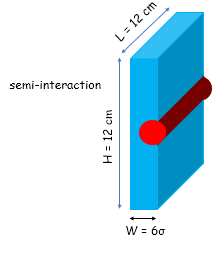 L = 12 cm
semi-interaction
H = 12 cm
W = 6σ